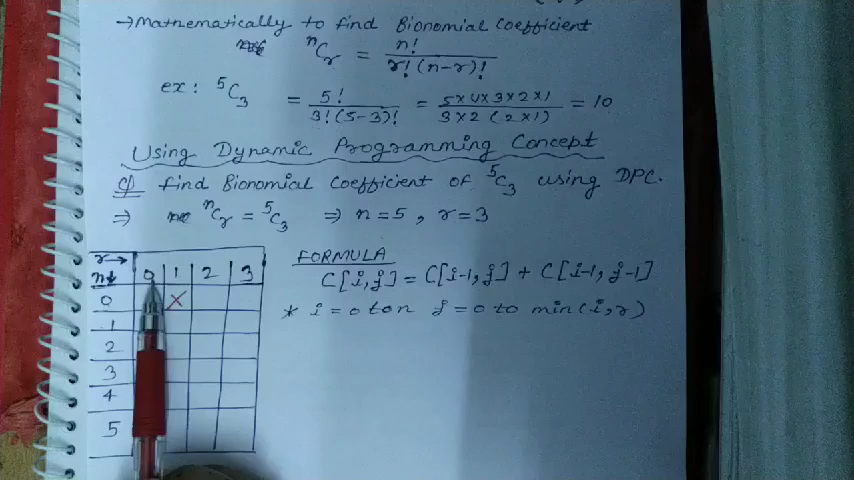 →Mathematically to find Bionomial Coefficient
ⁿCᵣ = n! / r!(n-r)!
ex: ⁵C₃ = 5! / 3!(5-3)! = 5×4×3×2×1 / 3×2(2×1) = 10
Using Dynamic Programming Concept
Q find Bionomial Coefficient of ⁵C₃ using DPC.
⇒ ⁿCᵣ = ⁵C₃ ⇒ n=5, r=3
r→
n↓ 0 1 2 3
0 X
1
2
3
4
5
FORMULA
C[i,j] = C[i-1,j] + C[i-1,j-1]
* i=0 to n j=0 to min(i,r)